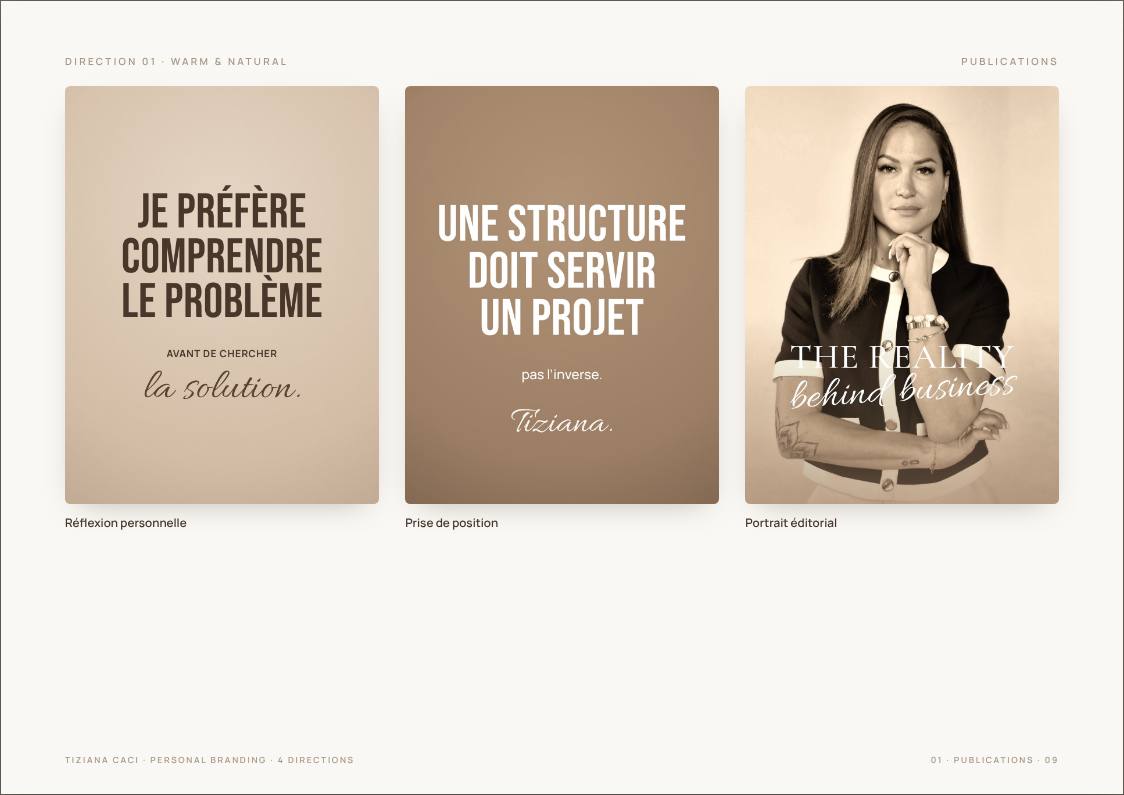 DIRECTION 01 · WARM & NATURAL
PUBLICATIONS
JE PRÉFÈRE
COMPRENDRE
LE PROBLÈME
AVANT DE CHERCHER
la solution.
Réflexion personnelle
UNE STRUCTURE
DOIT SERVIR
UN PROJET
pas l'inverse.
Tiziana.
Prise de position
THE REALITY
behind business
Portrait éditorial
TIZIANA CACI · PERSONAL BRANDING · 4 DIRECTIONS
01 · PUBLICATIONS · 09